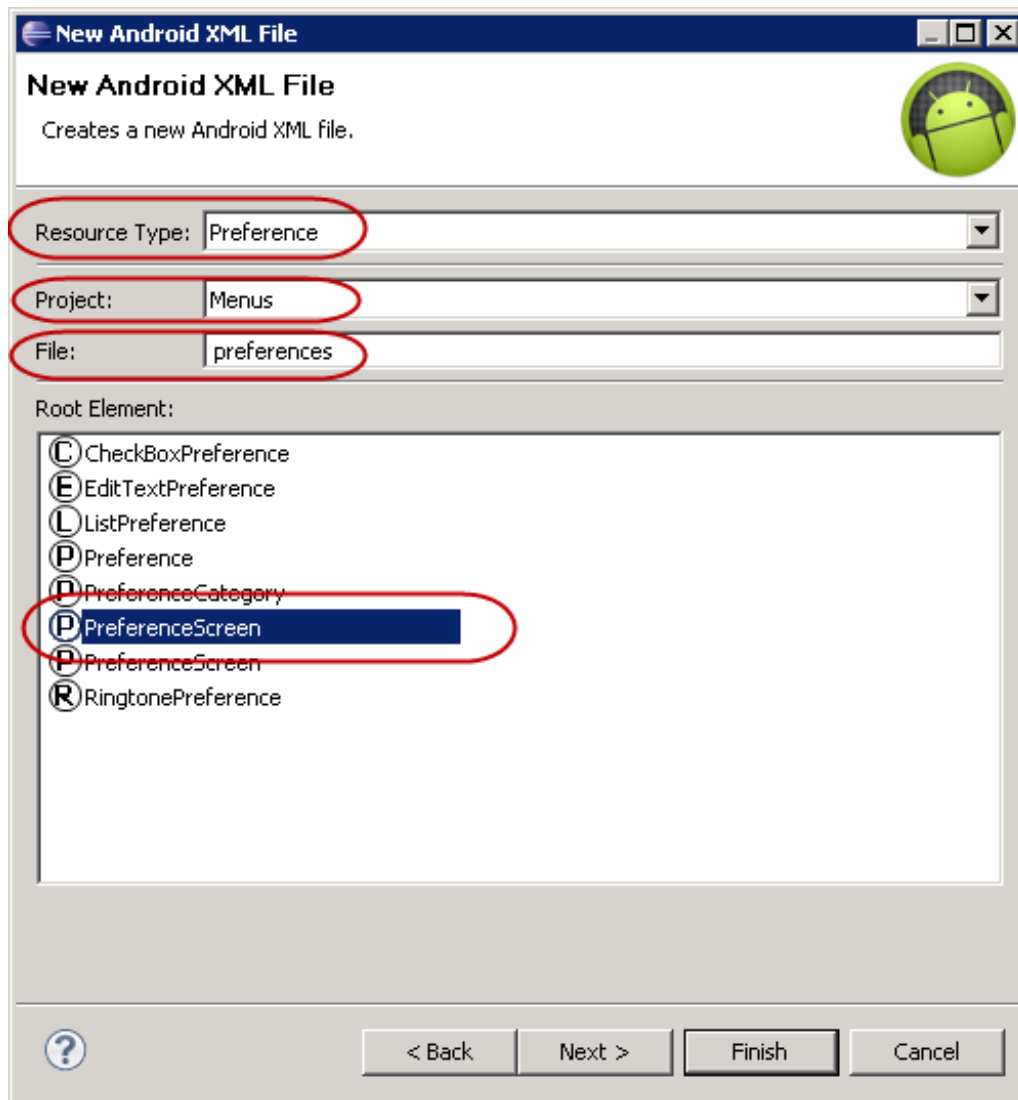 New Android XML File
New Android XML File
Creates a new Android XML file.
Resource Type: Preference
Project: Menus
File: preferences
Root Element:
C CheckBoxPreference
E EditTextPreference
L ListPreference
P Preference
P PreferenceCategory
P PreferenceScreen
P PreferenceScreen
R RingtonePreference
? < Back Next > Finish Cancel